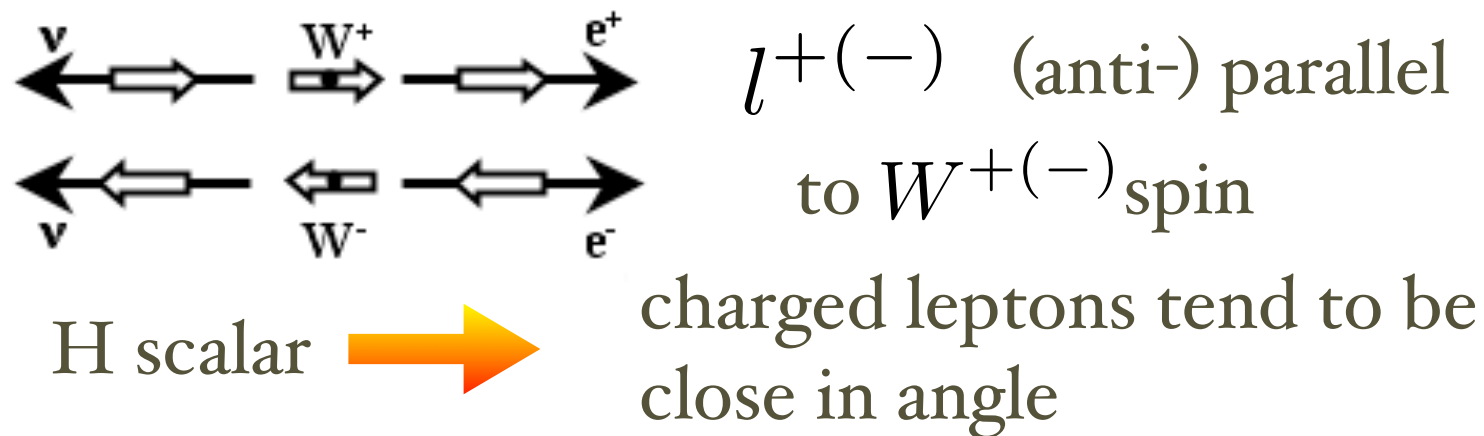 ν W⁺ e⁺
ν W⁻ e⁻
l⁺⁽⁻⁾ (anti-) parallel
to W⁺⁽⁻⁾ spin
H scalar
charged leptons tend to be
close in angle